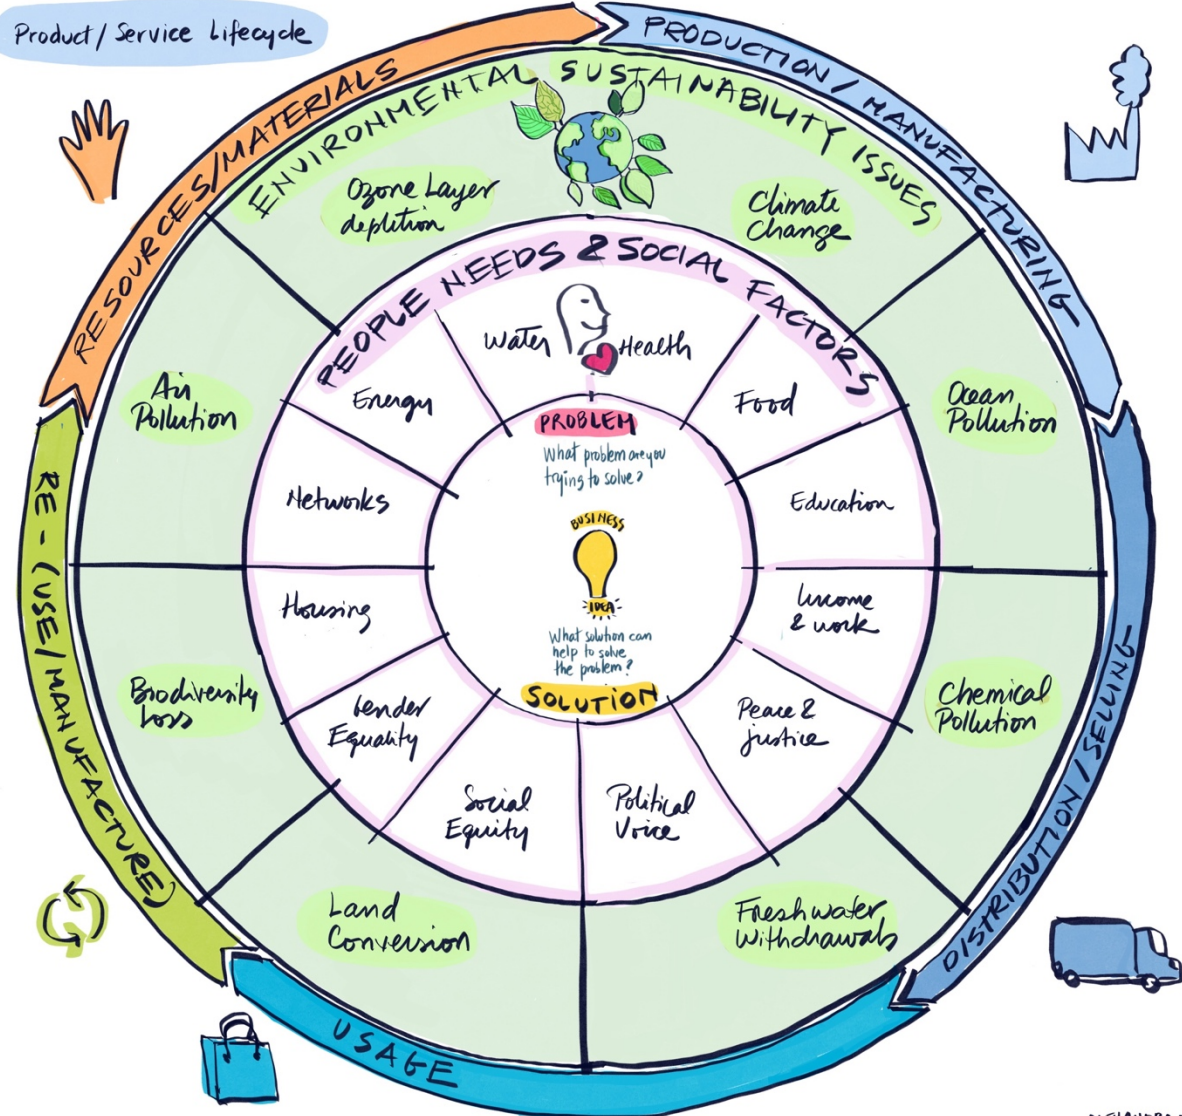 Product/Service Lifecycle
RESOURCES/MATERIALS
PRODUCTION/MANUFACTURING
DISTRIBUTION/SELLING
USAGE
RE-(USE/MANUFACTURE)
ENVIRONMENTAL SUSTAINABILITY ISSUES
Ozone Layer
depletion
Climate
Change
Ocean
Pollution
Chemical
Pollution
Freshwater
Withdrawals
Land
Conversion
Biodiversity
Loss
Air
Pollution
PEOPLE NEEDS & SOCIAL FACTORS
Water
Health
Food
Education
Income
& work
Peace &
justice
Political
Voice
Social
Equity
Gender
Equality
Housing
Networks
Energy
PROBLEM
What problem are you
trying to solve?
BUSINESS
IDEA
What solution can
help to solve
the problem?
SOLUTION